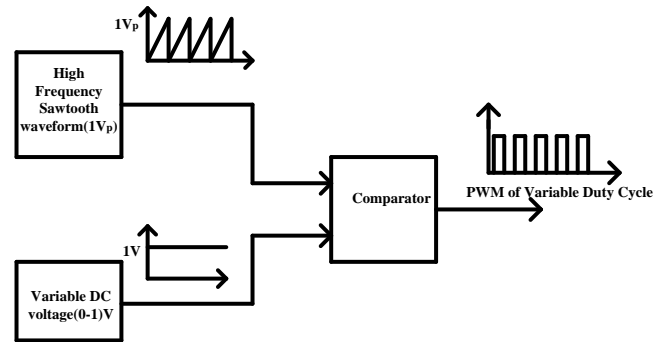 1Vp
High
Frequency
Sawtooth
waveform(1Vp)
Comparator
PWM of Variable Duty Cycle
1V
Variable DC
voltage(0-1)V